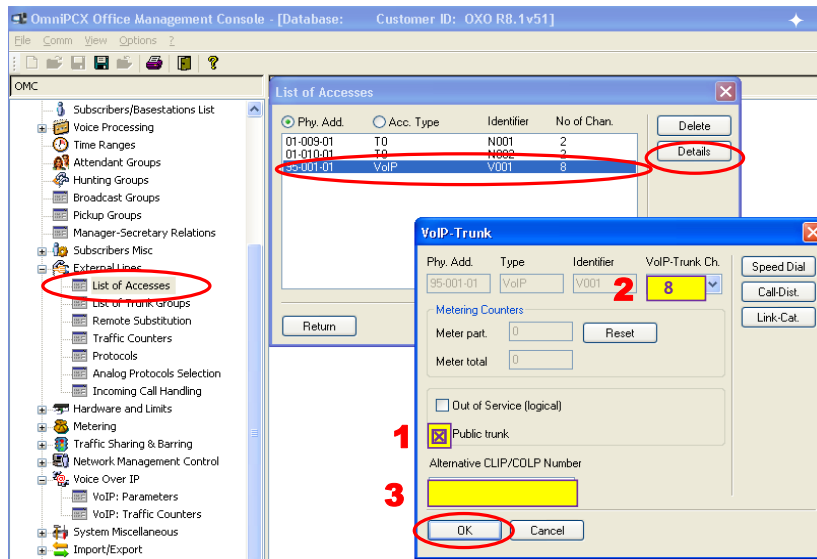 OmniPCX Office Management Console - [Database: Customer ID: OXO R8.1v51]
File Comm View Options ?
OMC
Subscribers/Basestations List
Voice Processing
Time Ranges
Attendant Groups
Hunting Groups
Broadcast Groups
Pickup Groups
Manager-Secretary Relations
Subscribers Misc
External Lines
List of Accesses
List of Trunk Groups
Remote Substitution
Traffic Counters
Protocols
Analog Protocols Selection
Incoming Call Handling
Hardware and Limits
Metering
Traffic Sharing & Barring
Network Management Control
Voice Over IP
VoIP: Parameters
VoIP: Traffic Counters
System Miscellaneous
Import/Export
List of Accesses
Phy. Add. Acc. Type Identifier No of Chan.
01-009-01 T0 N001 2
01-010-01 T0 N002 2
95-001-01 VoIP V001 8
Delete
Details
Return
VoIP-Trunk
Phy. Add. Type Identifier VoIP-Trunk Ch.
95-001-01 VoIP V001 2 8
Speed Dial
Call-Dist.
Link-Cat.
Metering Counters
Meter part. 0 Reset
Meter total 0
Out of Service (logical)
1 Public trunk
Alternative CLIP/COLP Number
3
OK Cancel